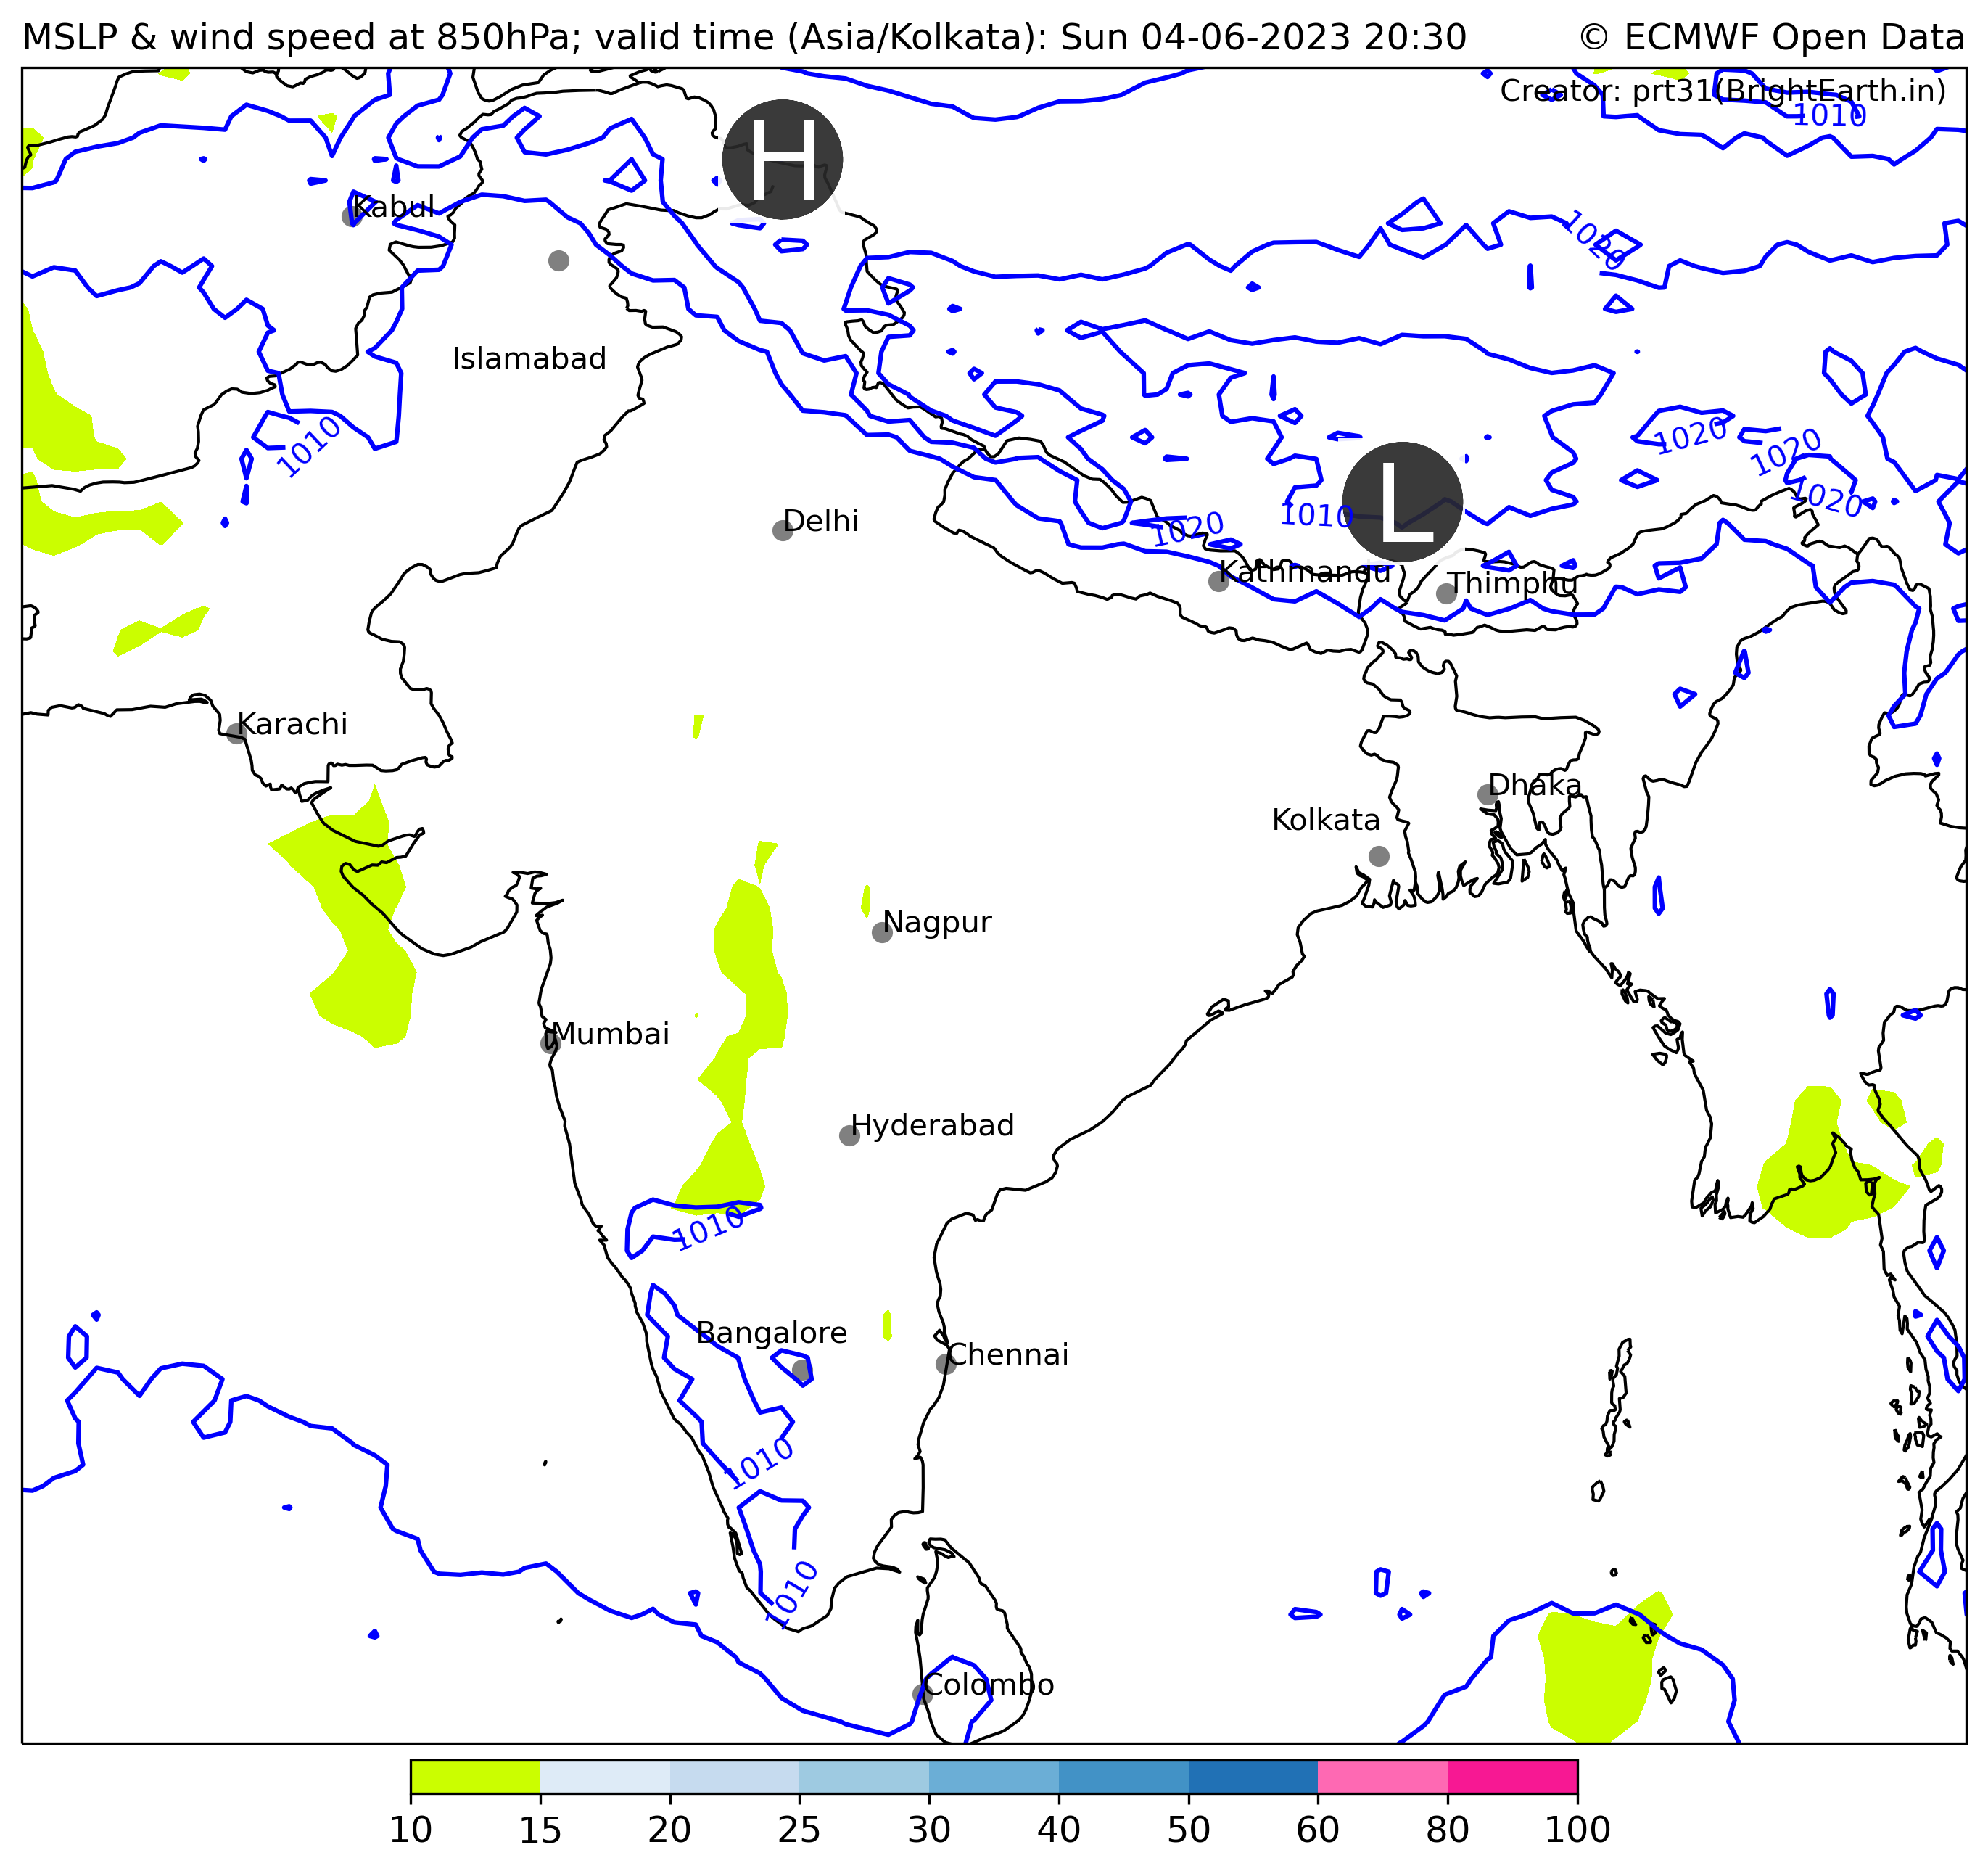 MSLP & wind speed at 850hPa; valid time (Asia/Kolkata): Sun 04-06-2023 20:30 © ECMWF Open Data
Creator: prt31(BrightEarth.in)
1010
H
Kabul
1020
Islamabad
1010
1020
1020
1020
Delhi
1020
1010
L
Kathmandu
Thimphu
Karachi
Dhaka
Kolkata
Nagpur
Mumbai
Hyderabad
1010
Bangalore
Chennai
1010
1010
Colombo
10 15 20 25 30 40 50 60 80 100